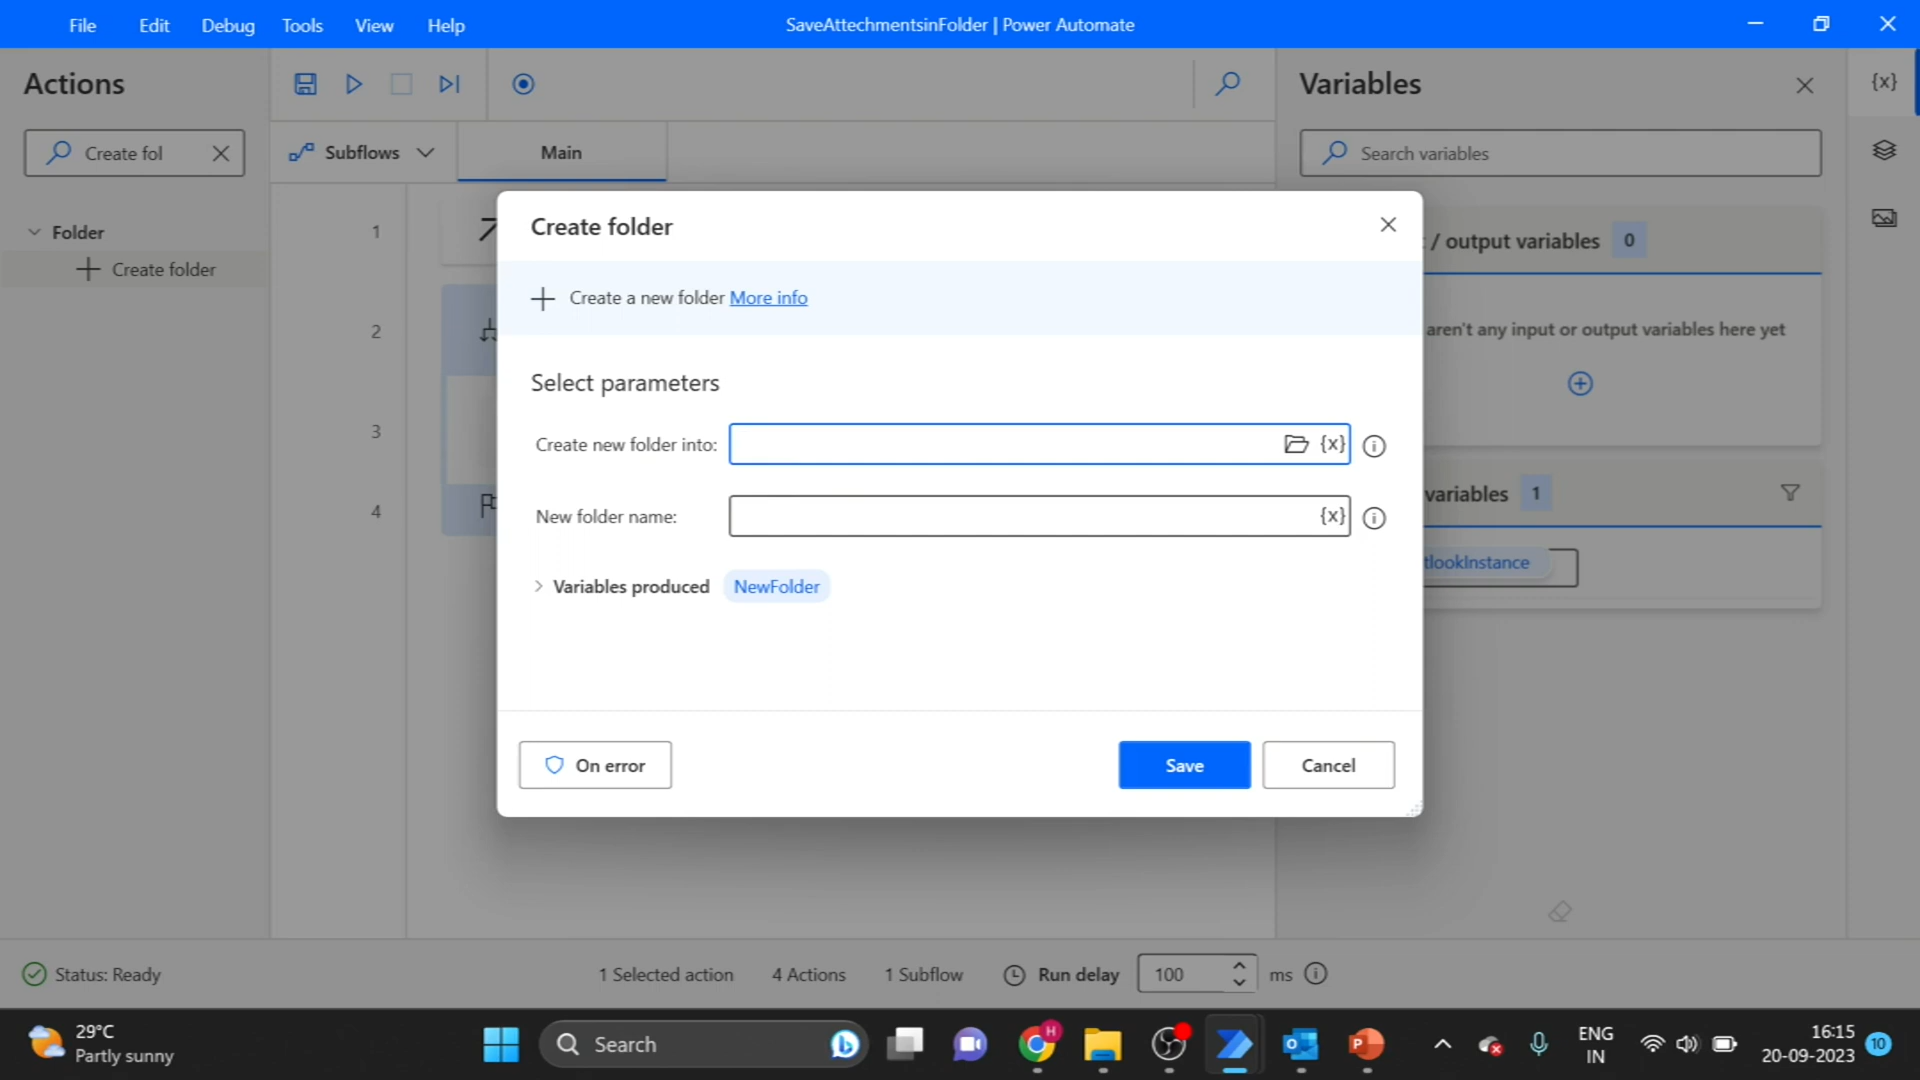 File Edit Debug Tools View Help
SaveAttechmentsinFolder | Power Automate
Actions
Create fol
Folder
Create folder
Subflows
Main
1
2
3
4
Create folder
Create a new folder More info
Select parameters
Create new folder into: {x}
New folder name: {x}
Variables produced NewFolder
On error
Save
Cancel
Variables
{x}
Search variables
/ output variables 0
aren't any input or output variables here yet
variables 1
tlookInstance
Status: Ready
1 Selected action
4 Actions
1 Subflow
Run delay
100
ms
29°C
Partly sunny
Search
H
P
ENG
IN
16:15
20-09-2023
10